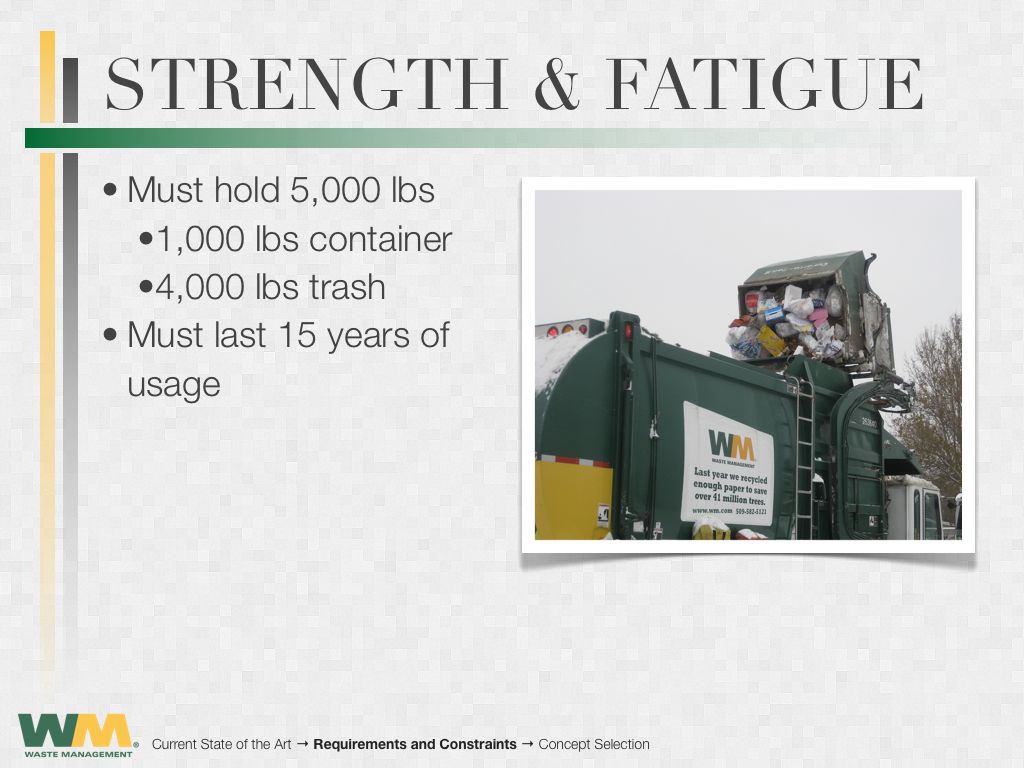 STRENGTH & FATIGUE
• Must hold 5,000 lbs
•1,000 lbs container
•4,000 lbs trash
• Must last 15 years of
usage
WM
WASTE MANAGEMENT
Last year we recycled
enough paper to save
over 41 million trees.
www.wm.com 509-582-5121
WM®
WASTE MANAGEMENT
Current State of the Art → Requirements and Constraints → Concept Selection